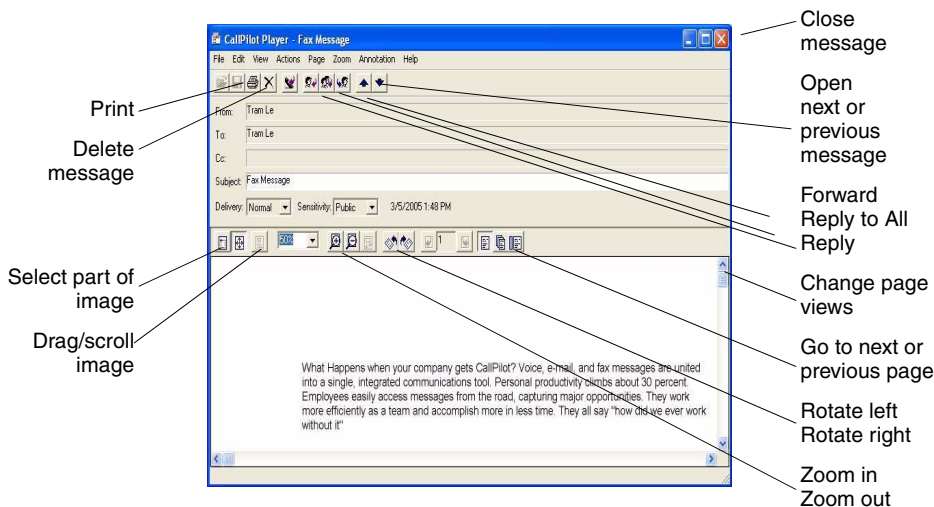 Close
message
CallPilot Player - Fax Message
File Edit View Actions Page Zoom Annotation Help
Print
From: Tram Le
Open
next or
previous
message
To: Tram Le
Delete
message
Cc:
Subject: Fax Message
Delivery: Normal Sensitivity: Public 3/5/2005 1:48 PM
Forward
Reply to All
Reply
50% 1
Select part of
image
Change page
views
Drag/scroll
image
Go to next or
previous page
What Happens when your company gets CallPilot? Voice, e-mail, and fax messages are united
into a single, integrated communications tool. Personal productivity climbs about 30 percent.
Employees easily access messages from the road, capturing major opportunities. They work
more efficiently as a team and accomplish more in less time. They all say "how did we ever work
without it"
Rotate left
Rotate right
Zoom in
Zoom out